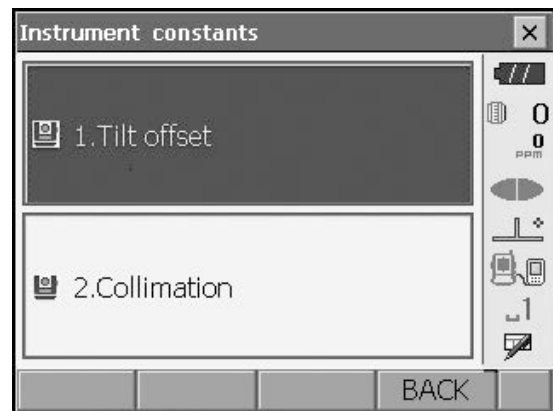 Instrument constants
1.Tilt offset
2.Collimation
0
0
ppm
1
BACK